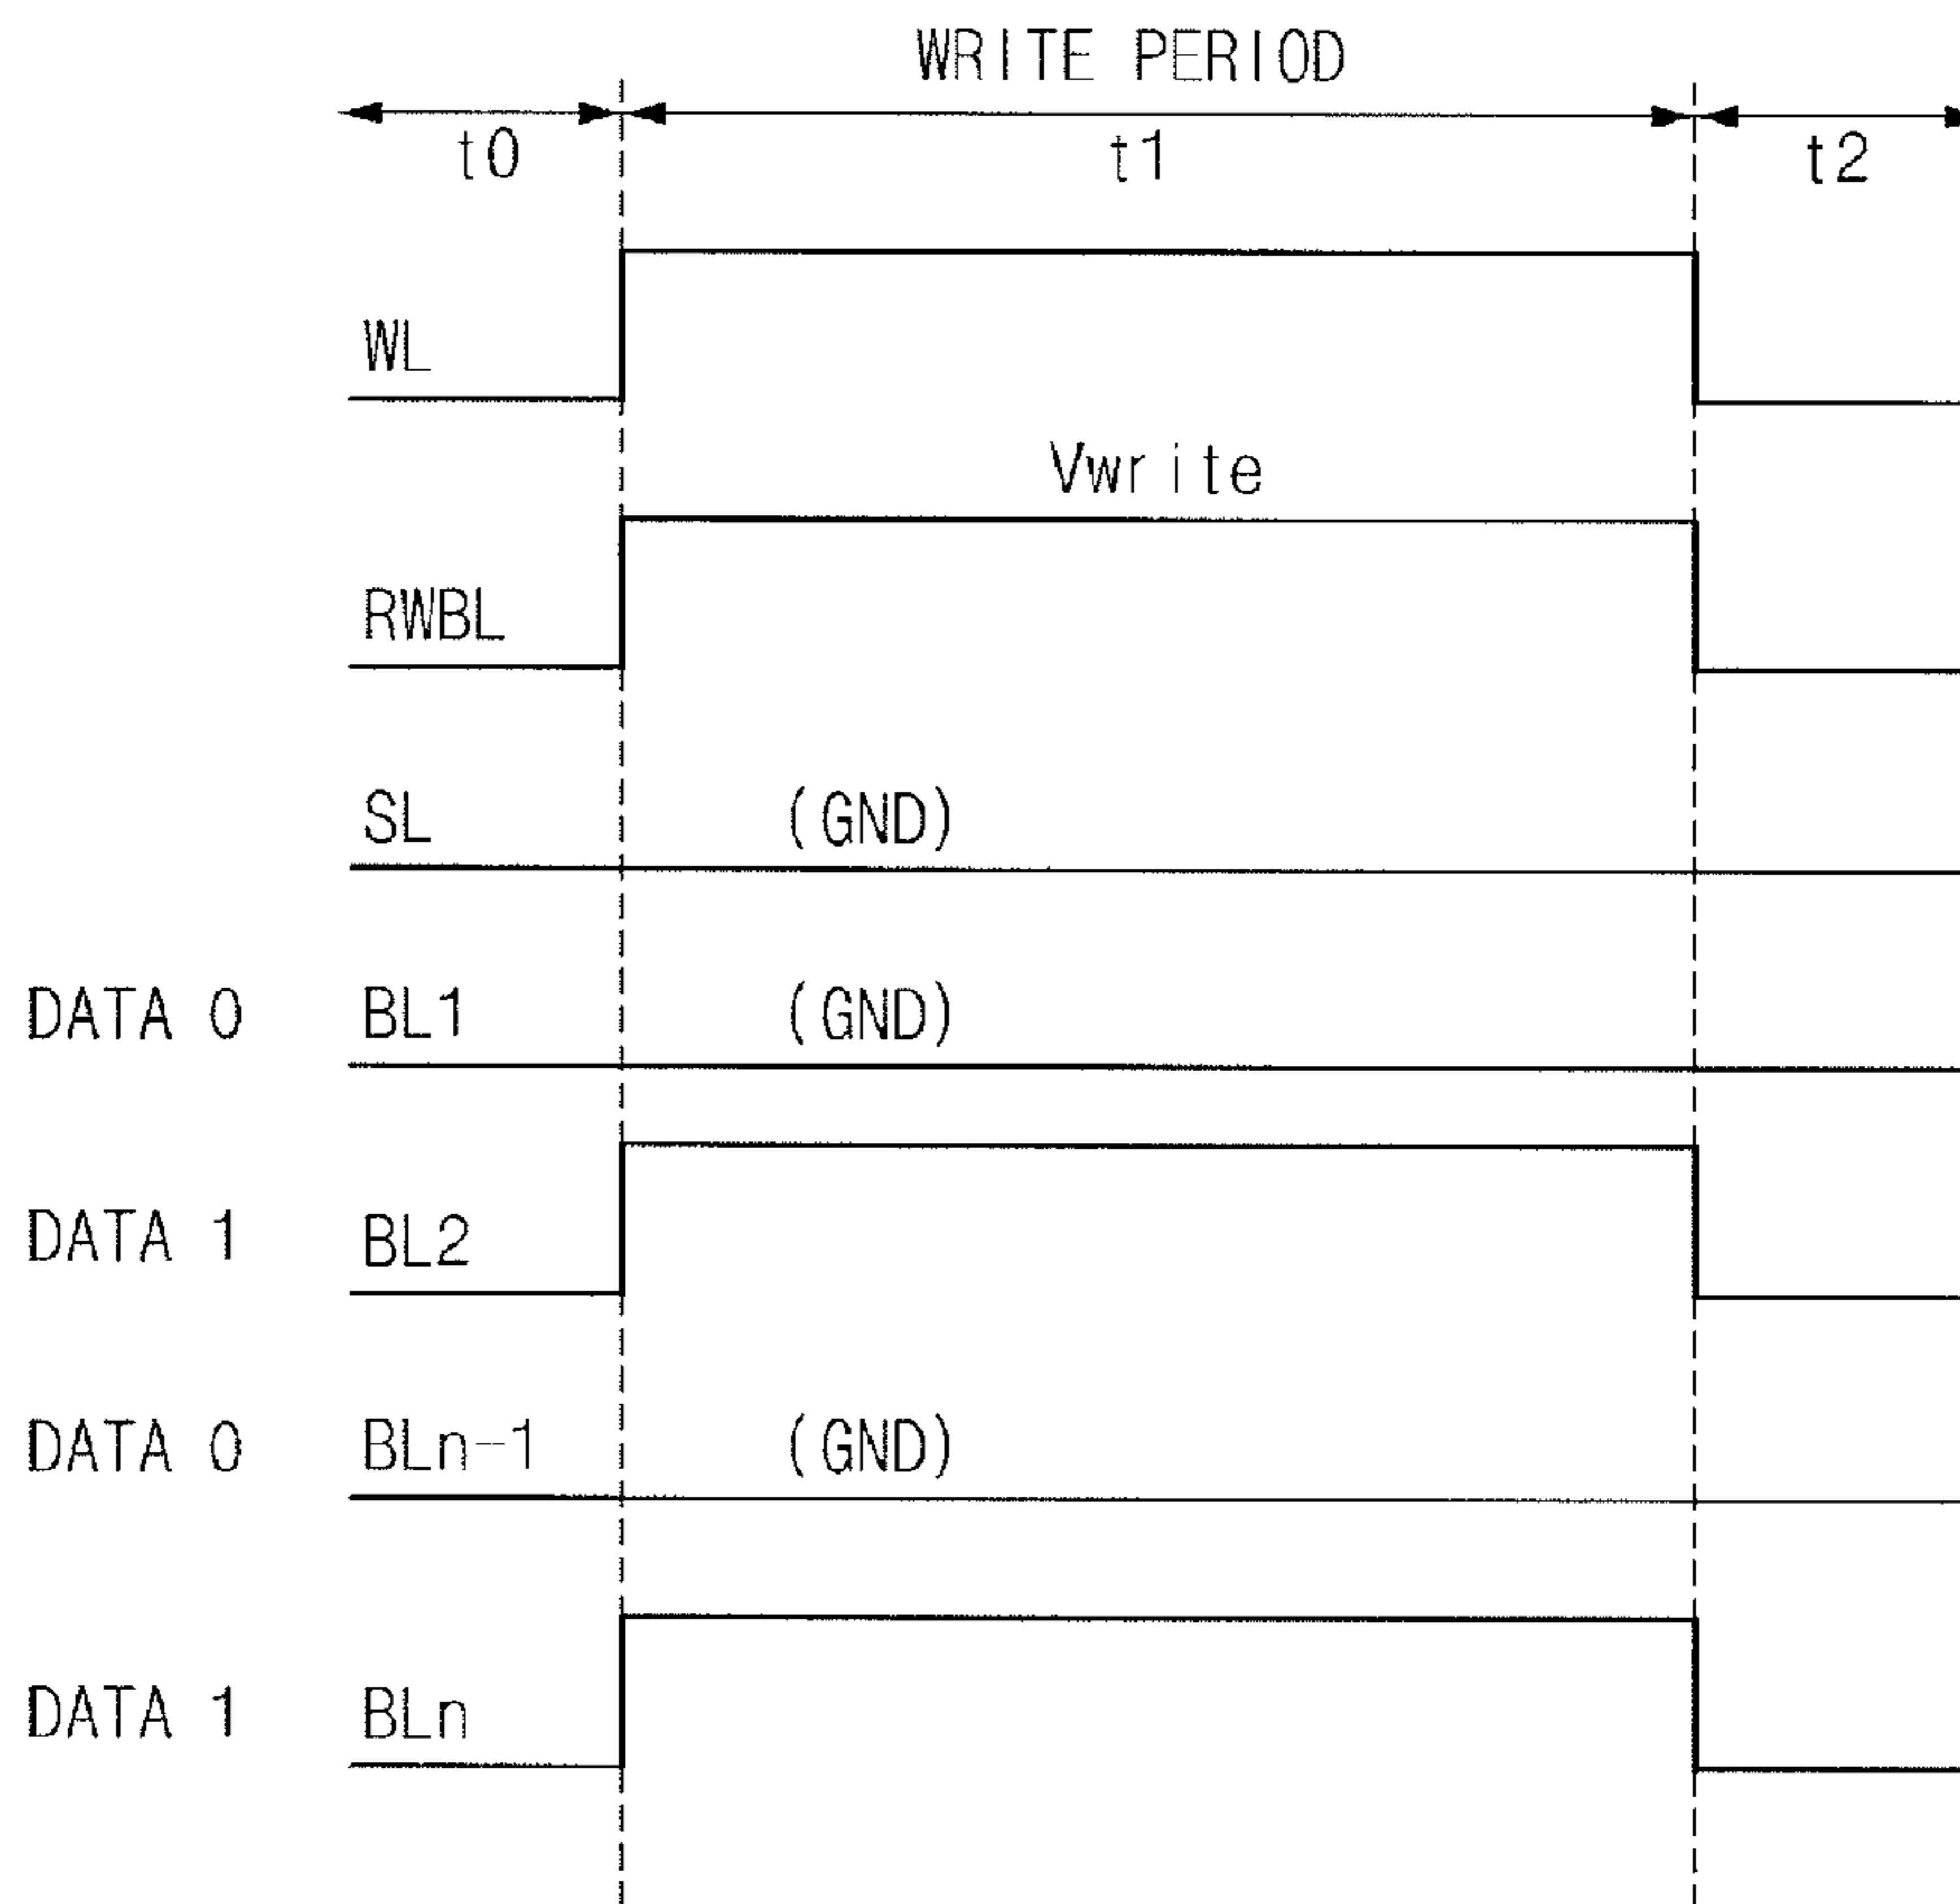 WRITE PERIOD
t0 t1 t2
WL
Vwrite
RWBL
SL (GND)
DATA 0 BL1 (GND)
DATA 1 BL2
DATA 0 BLn-1 (GND)
DATA 1 BLn